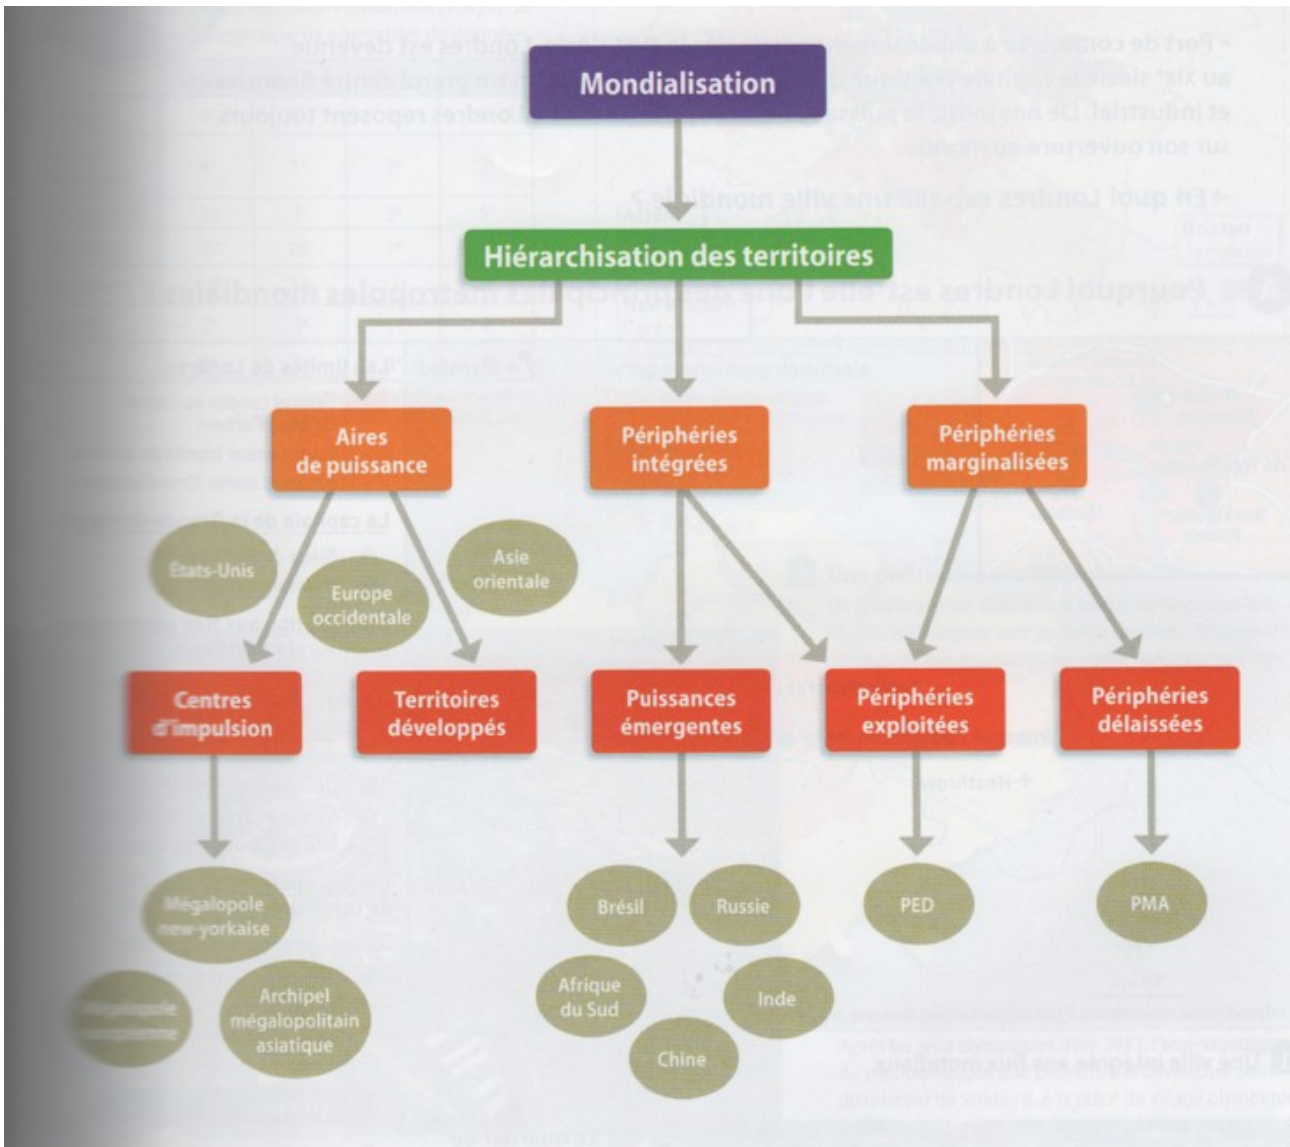 Mondialisation
Hiérarchisation des territoires
Aires
de puissance
Périphéries
intégrées
Périphéries
marginalisées
États-Unis
Europe
occidentale
Asie
orientale
Centres
d'impulsion
Territoires
développés
Puissances
émergentes
Périphéries
exploitées
Périphéries
délaissées
Mégalopole
new-yorkaise
Mégalopole
Archipel
mégalopolitain
asiatique
Brésil
Russie
Afrique
du Sud
Inde
Chine
PED
PMA